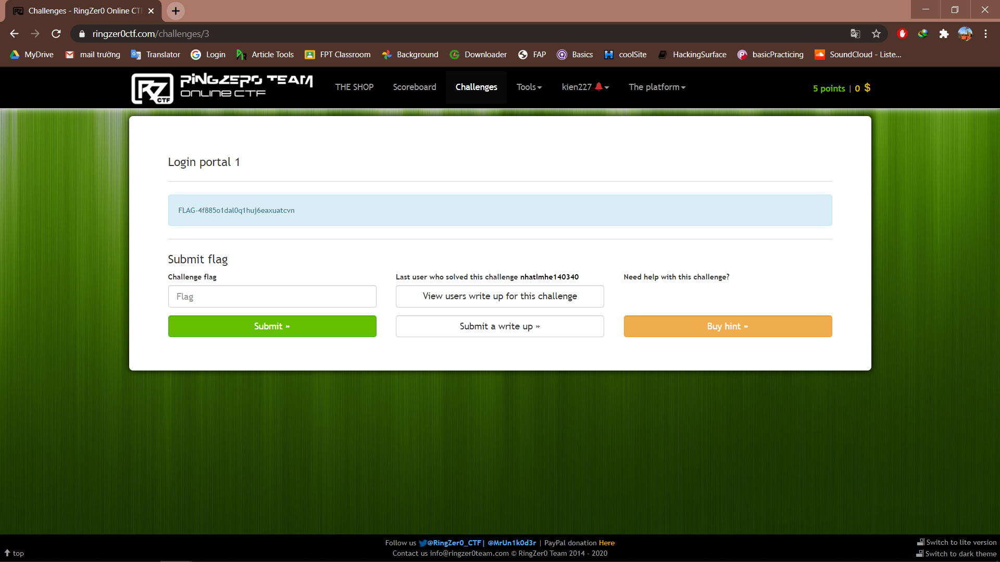 Challenges - RingZer0 Online CT
ringzer0ctf.com/challenges/3
MyDrive mail trường Translator Login Article Tools FPT Classroom Background Downloader FAP Basics coolSite HackingSurface basicPracticing SoundCloud - Liste...
RZ CTF RINGZER0 TEAM ONLINE CTF THE SHOP Scoreboard Challenges Tools kien227 The platform 5 points | 0 $
Login portal 1
FLAG-4f885o1dal0q1huj6eaxuatcvn
Submit flag
Challenge flag Last user who solved this challenge nhatlmhe140340 Need help with this challenge?
Flag View users write up for this challenge
Submit » Submit a write up » Buy hint »
Follow us @RingZer0_CTF | @MrUn1k0d3r | PayPal donation Here
Contact us info@ringzer0team.com © RingZer0 Team 2014 - 2020
top
Switch to lite version
Switch to dark theme